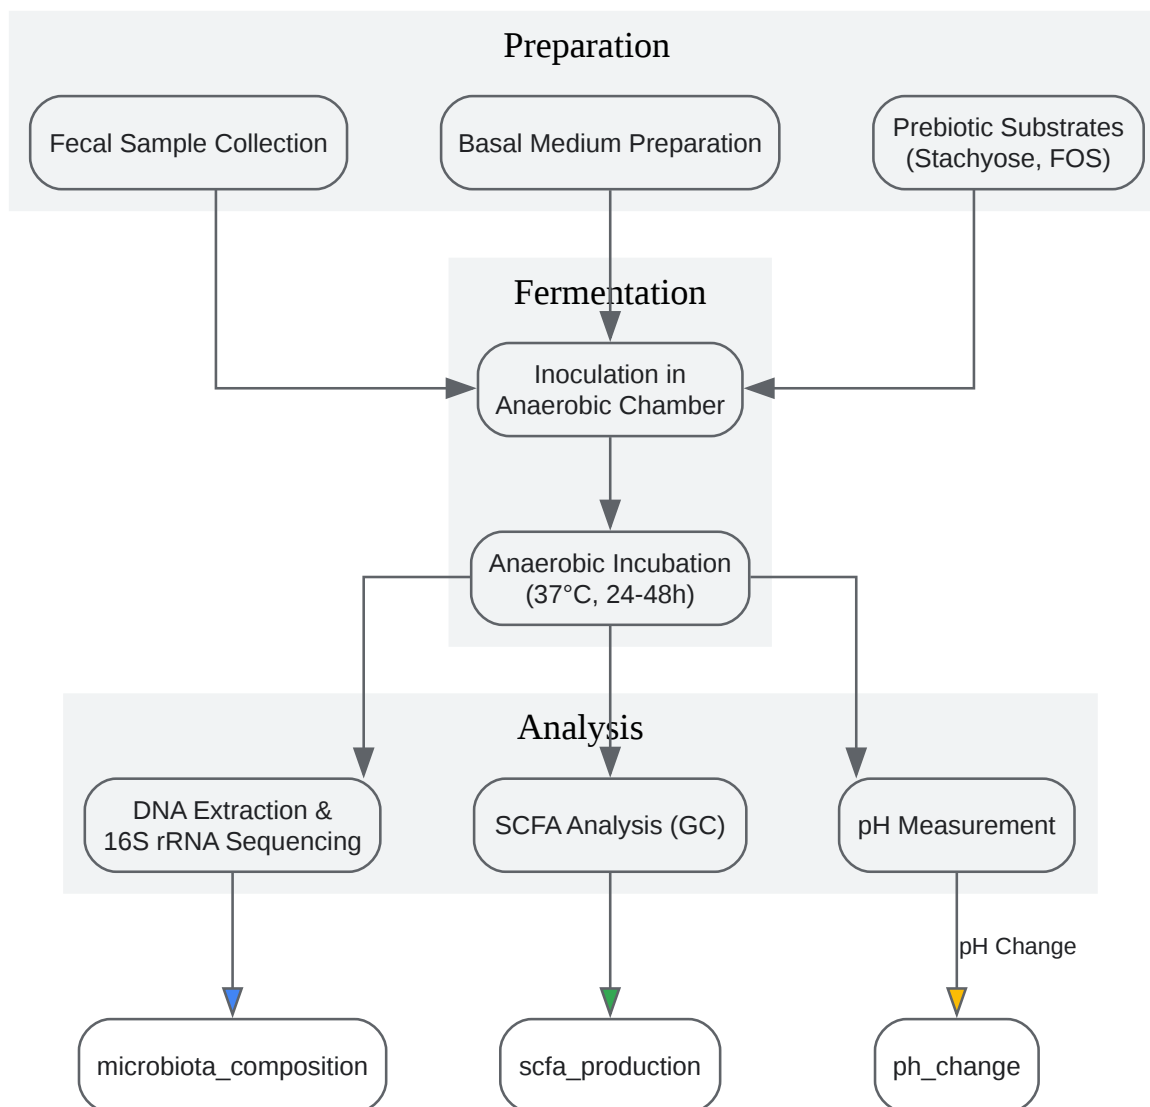 Preparation
Fecal Sample Collection
Basal Medium Preparation
Prebiotic Substrates
(Stachyose, FOS)
Fermentation
Inoculation in
Anaerobic Chamber
Anaerobic Incubation
(37°C, 24-48h)
Analysis
DNA Extraction &
16S rRNA Sequencing
SCFA Analysis (GC)
pH Measurement
pH Change
microbiota_composition
scfa_production
ph_change